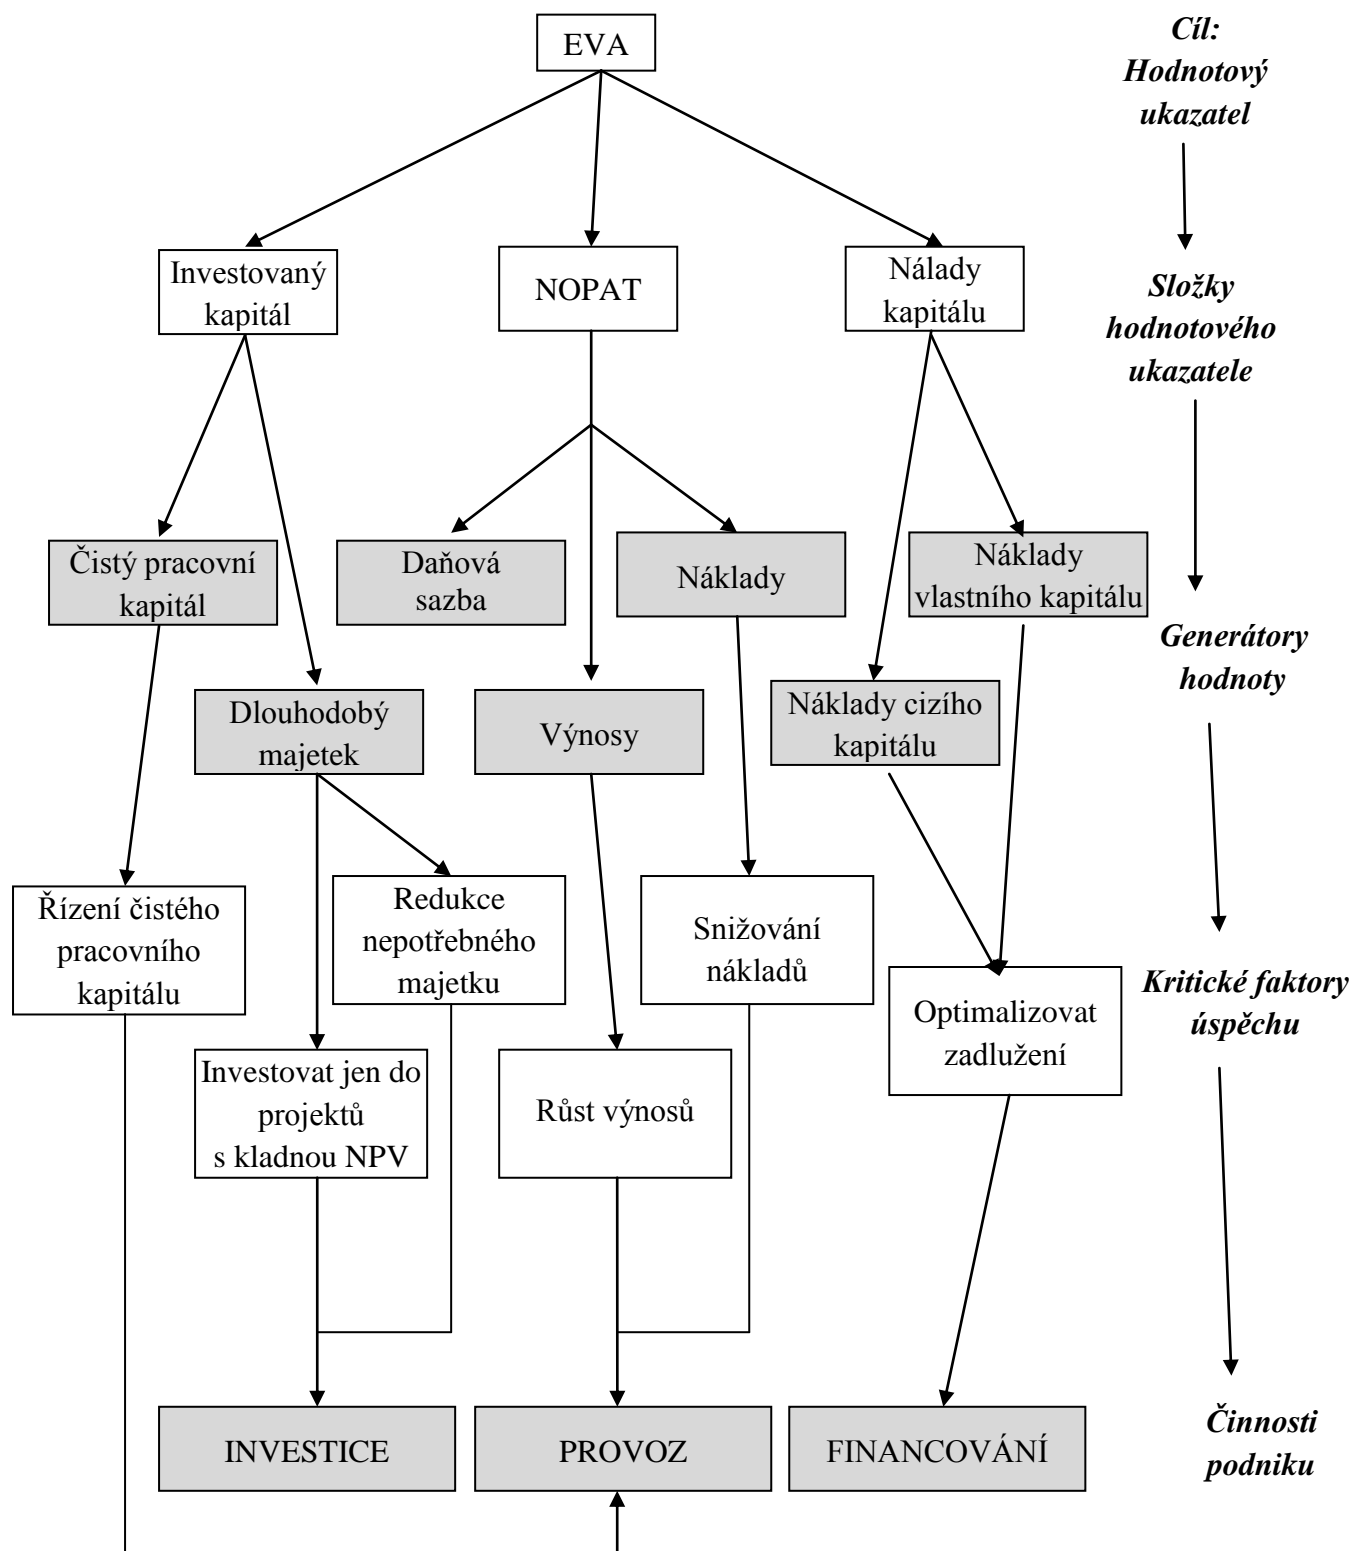 EVA
Cíl:
Hodnotový
ukazatel
Investovaný
kapitál
NOPAT
Nálady
kapitálu
Složky
hodnotového
ukazatele
Čistý pracovní
kapitál
Daňová
sazba
Náklady
Náklady
vlastního kapitálu
Generátory
hodnoty
Dlouhodobý
majetek
Výnosy
Náklady cizího
kapitálu
Řízení čistého
pracovního
kapitálu
Redukce
nepotřebného
majetku
Snižování
nákladů
Optimalizovat
zadlužení
Kritické faktory
úspěchu
Investovat jen do
projektů
s kladnou NPV
Růst výnosů
INVESTICE
PROVOZ
FINANCOVÁNÍ
Činnosti
podniku